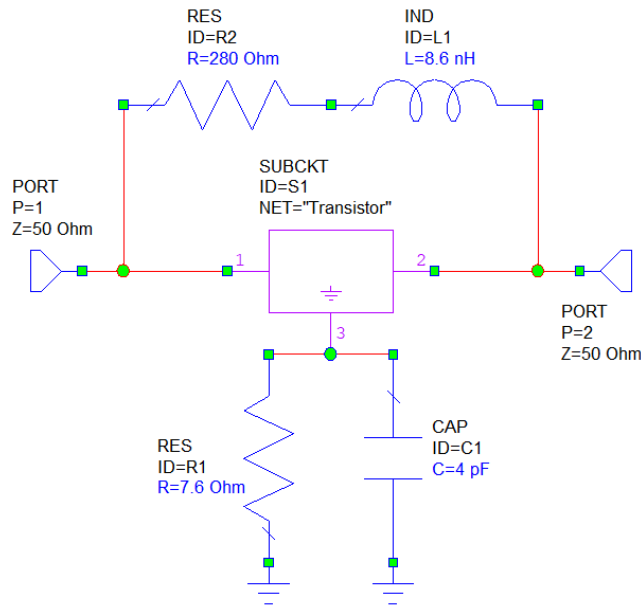 RES
ID=R2
R=280 Ohm
IND
ID=L1
L=8.6 nH
SUBCKT
ID=S1
NET="Transistor"
PORT
P=1
Z=50 Ohm
1
2
3
PORT
P=2
Z=50 Ohm
RES
ID=R1
R=7.6 Ohm
CAP
ID=C1
C=4 pF